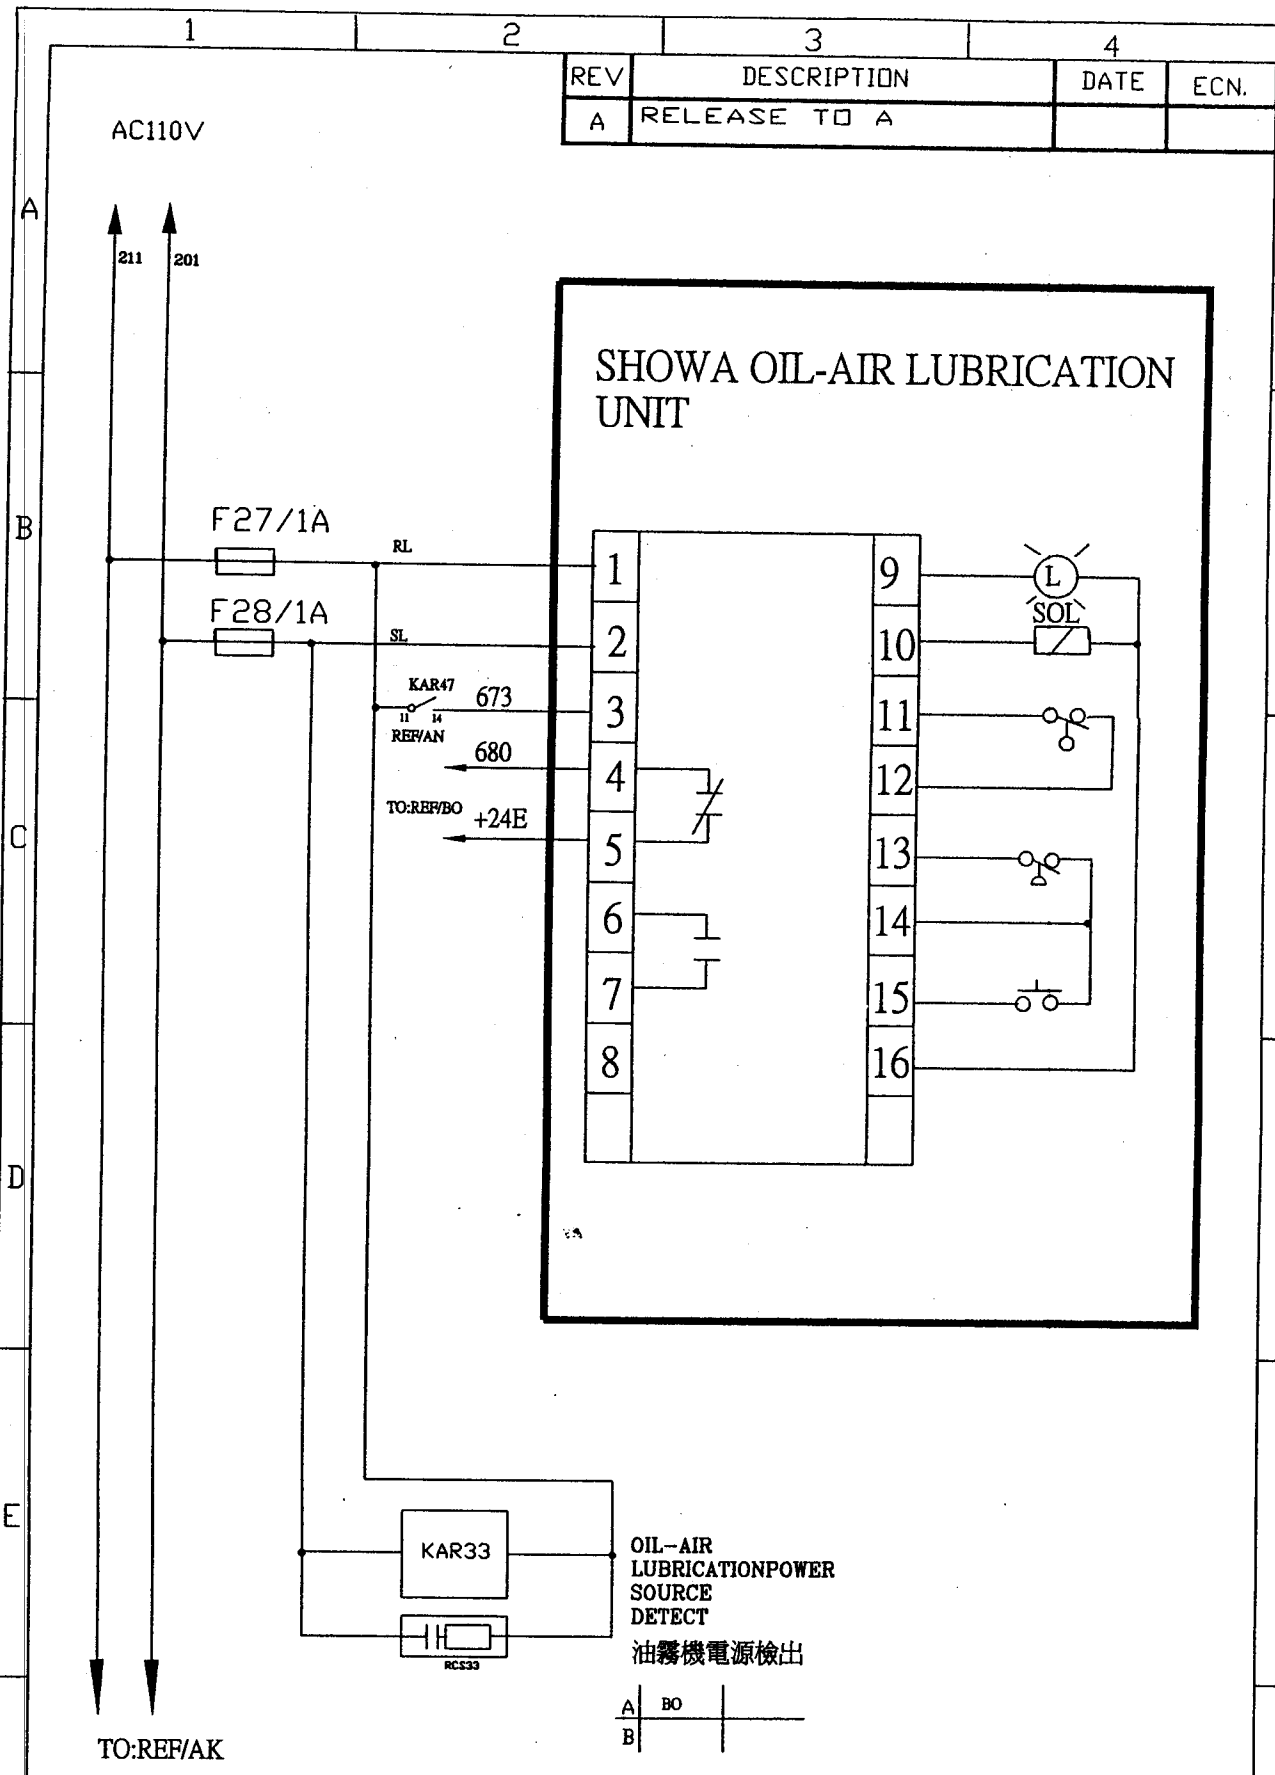 1 2 3 4
REV DESCRIPTION DATE ECN.
A RELEASE TO A
AC110V
A
211 201
SHOWA OIL-AIR LUBRICATION
UNIT
B
F27/1A
RL
1 9 L
F28/1A
SOL
SL
2 10
KAR47
673
3 11
11 14
REF/AN
680
4 12
TO:REF/BO
+24E
C
5 13
6 14
7 15
8 16
D
E
KAR33
OIL-AIR
LUBRICATIONPOWER
SOURCE
DETECT
油霧機電源檢出
RCS33
A BO
B
TO:REF/AK